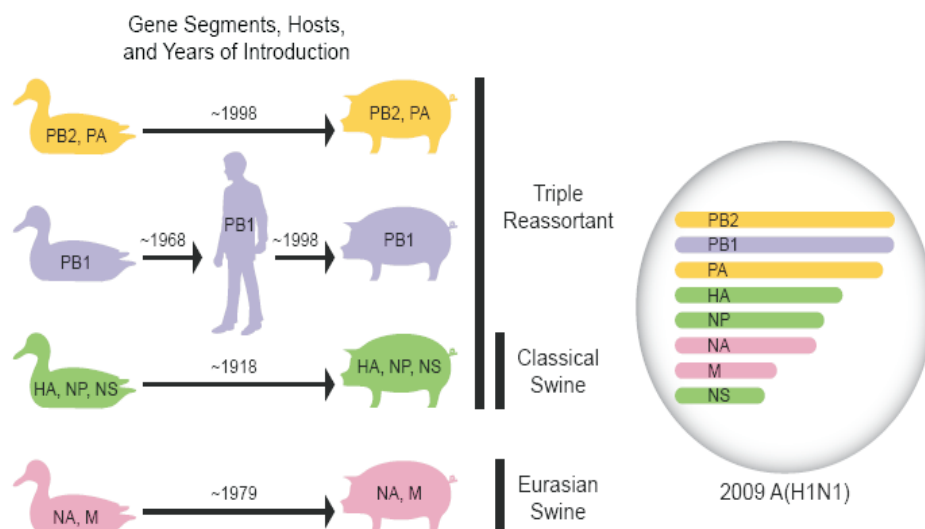 Gene Segments, Hosts,
and Years of Introduction
PB2, PA
~1998
PB2, PA
PB1
~1968
PB1
~1998
PB1
Triple
Reassortant
HA, NP, NS
~1918
HA, NP, NS
Classical
Swine
NA, M
~1979
NA, M
Eurasian
Swine
PB2
PB1
PA
HA
NP
NA
M
NS
2009 A(H1N1)